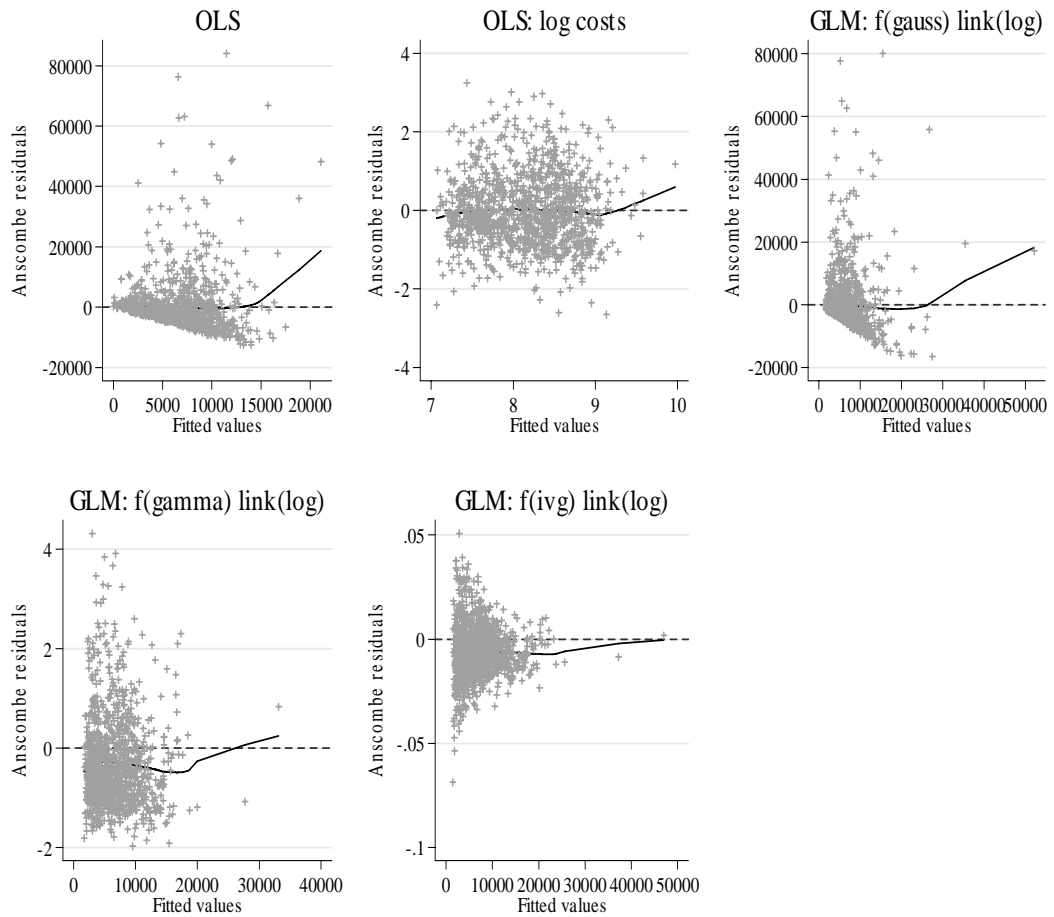 OLS
OLS: log costs
GLM: f(gauss) link(log)
Anscombe residuals
80000
60000
40000
20000
0
-20000
0 5000 10000 15000 20000
Fitted values
Anscombe residuals
4
2
0
-2
-4
7 8 9 10
Fitted values
Anscombe residuals
80000
60000
40000
20000
0
-20000
0 10000 20000 30000 40000 50000
Fitted values
GLM: f(gamma) link(log)
GLM: f(ivg) link(log)
Anscombe residuals
4
2
0
-2
0 10000 20000 30000 40000
Fitted values
Anscombe residuals
.05
0
-.05
-.1
0 10000 20000 30000 40000 50000
Fitted values